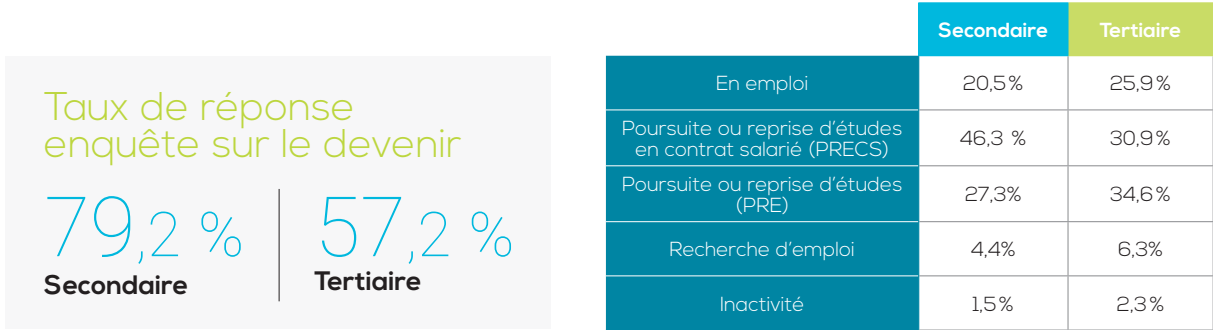 Taux de réponse
enquête sur le devenir
79,2 %
Secondaire
57,2 %
Tertiaire
Secondaire Tertiaire
En emploi 20,5% 25,9%
Poursuite ou reprise d'études
en contrat salarié (PRECS) 46,3 % 30,9%
Poursuite ou reprise d'études
(PRE) 27,3% 34,6%
Recherche d'emploi 4,4% 6,3%
Inactivité 1,5% 2,3%